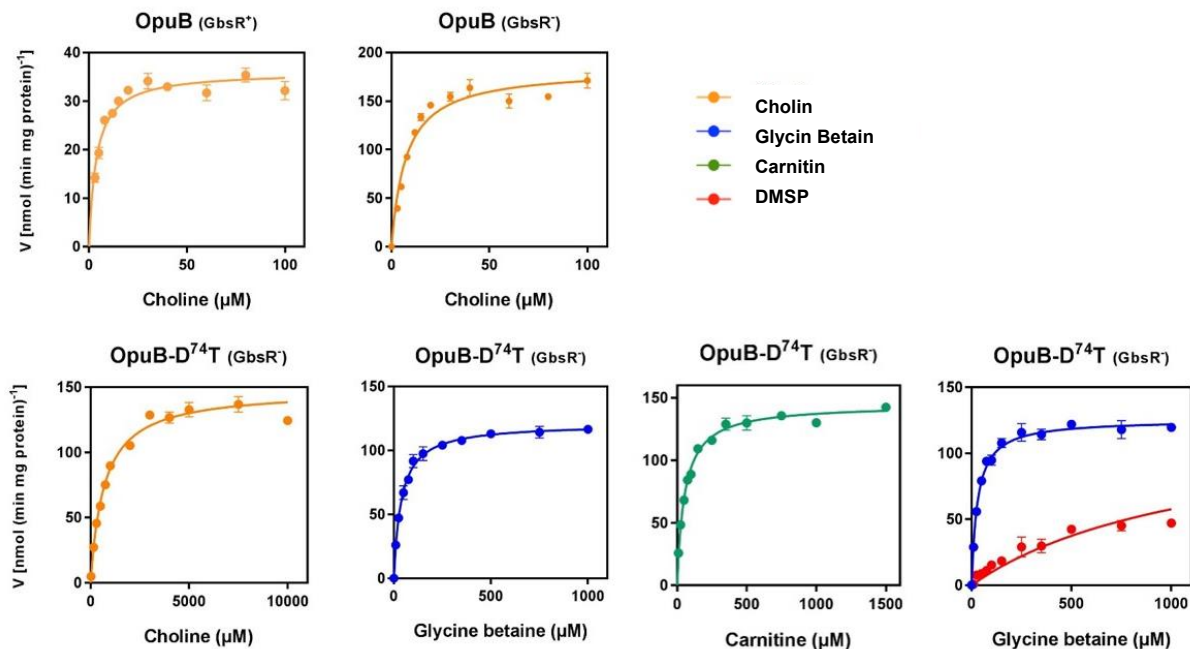 OpuB (GbsR⁺)
V [nmol (min mg protein)⁻¹]
40
30
20
10
0
0 50 100
Choline (µM)
OpuB (GbsR⁻)
200
150
100
50
0
0 50 100
Choline (µM)
Cholin
Glycin Betain
Carnitin
DMSP
OpuB-D⁷⁴T (GbsR⁻)
V [nmol (min mg protein)⁻¹]
150
100
50
0
0 5000 10000
Choline (µM)
OpuB-D⁷⁴T (GbsR⁻)
150
100
50
0
0 500 1000
Glycine betaine (µM)
OpuB-D⁷⁴T (GbsR⁻)
150
100
50
0
0 500 1000 1500
Carnitine (µM)
OpuB-D⁷⁴T (GbsR⁻)
150
100
50
0
0 500 1000
Glycine betaine (µM)